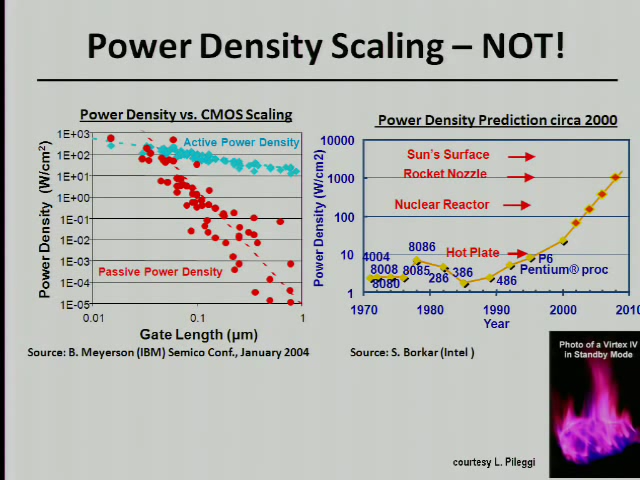 Power Density Scaling – NOT!
Power Density vs. CMOS Scaling
Power Density (W/cm2)
1E+03
1E+02
1E+01
1E+00
1E-01
1E-02
1E-03
1E-04
1E-05
Active Power Density
Passive Power Density
0.01 0.1 1
Gate Length (µm)
Source: B. Meyerson (IBM) Semico Conf., January 2004
Power Density Prediction circa 2000
Power Density (W/cm2)
10000
1000
100
10
1
Sun's Surface
Rocket Nozzle
Nuclear Reactor
Hot Plate
4004
8008
8080
8085
8086
286
386
486
P6
Pentium® proc
1970 1980 1990 2000 2010
Year
Source: S. Borkar (Intel )
Photo of a Virtex IV
in Standby Mode
courtesy L. Pileggi